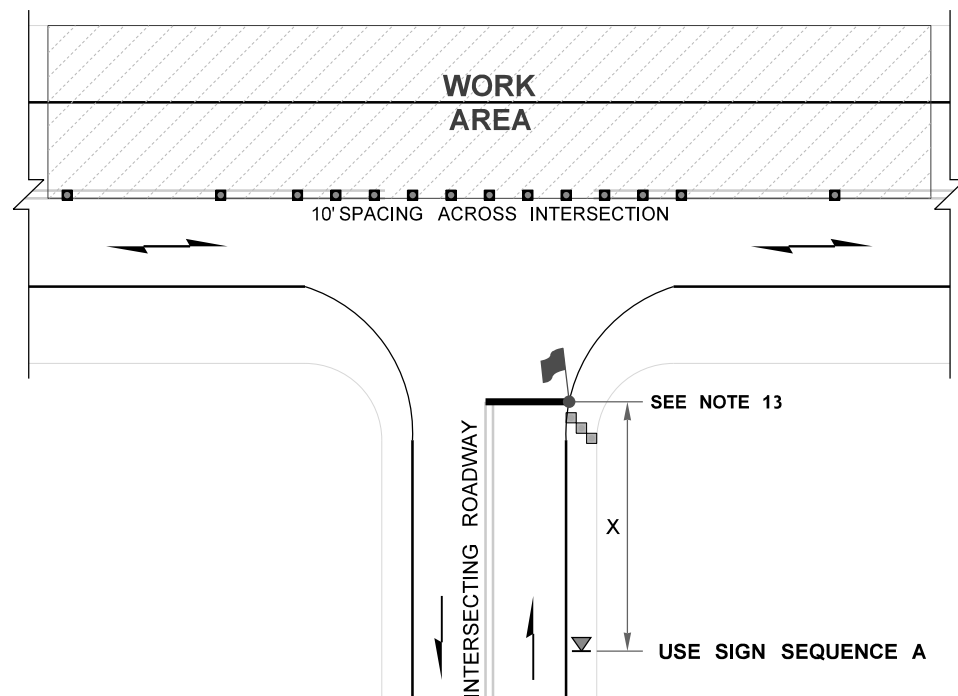 WORK
AREA
10' SPACING ACROSS INTERSECTION
SEE NOTE 13
INTERSECTING ROADWAY
X
USE SIGN SEQUENCE A